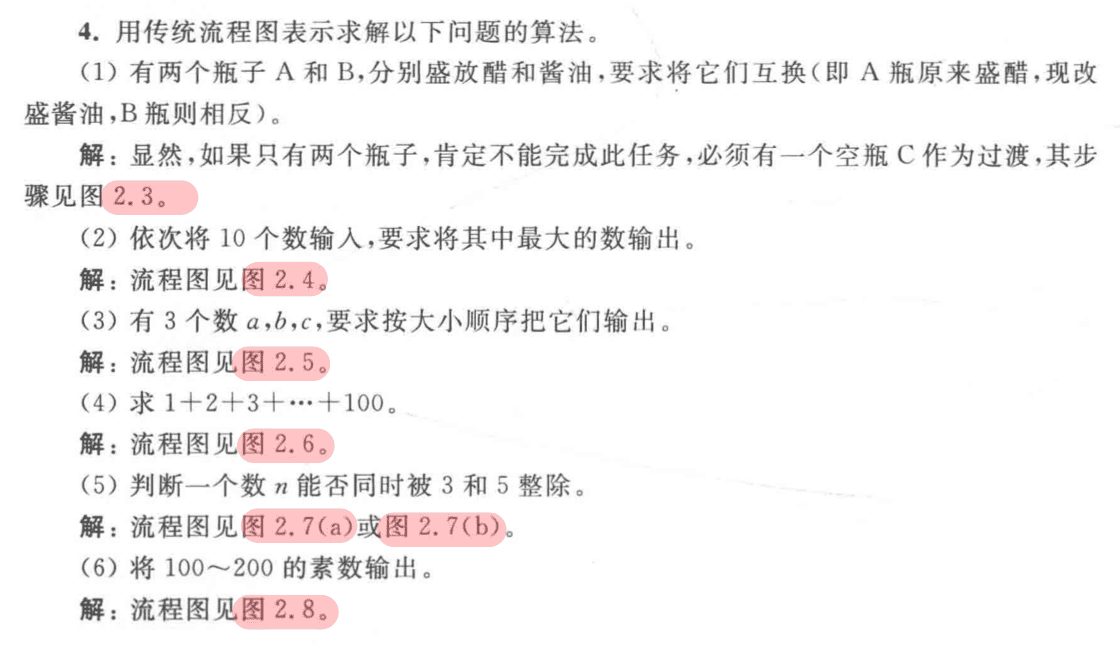 4. 用传统流程图表示求解以下问题的算法。
(1) 有两个瓶子 A 和 B,分别盛放醋和酱油,要求将它们互换(即 A 瓶原来盛醋,现改
盛酱油,B 瓶则相反)。
解: 显然,如果只有两个瓶子,肯定不能完成此任务,必须有一个空瓶 C 作为过渡,其步
骤见图 2.3。
(2) 依次将 10 个数输入,要求将其中最大的数输出。
解: 流程图见图 2.4。
(3) 有 3 个数 a,b,c,要求按大小顺序把它们输出。
解: 流程图见图 2.5。
(4) 求 1+2+3+…+100。
解: 流程图见图 2.6。
(5) 判断一个数 n 能否同时被 3 和 5 整除。
解: 流程图见图 2.7(a)或图 2.7(b)。
(6) 将 100~200 的素数输出。
解: 流程图见图 2.8。